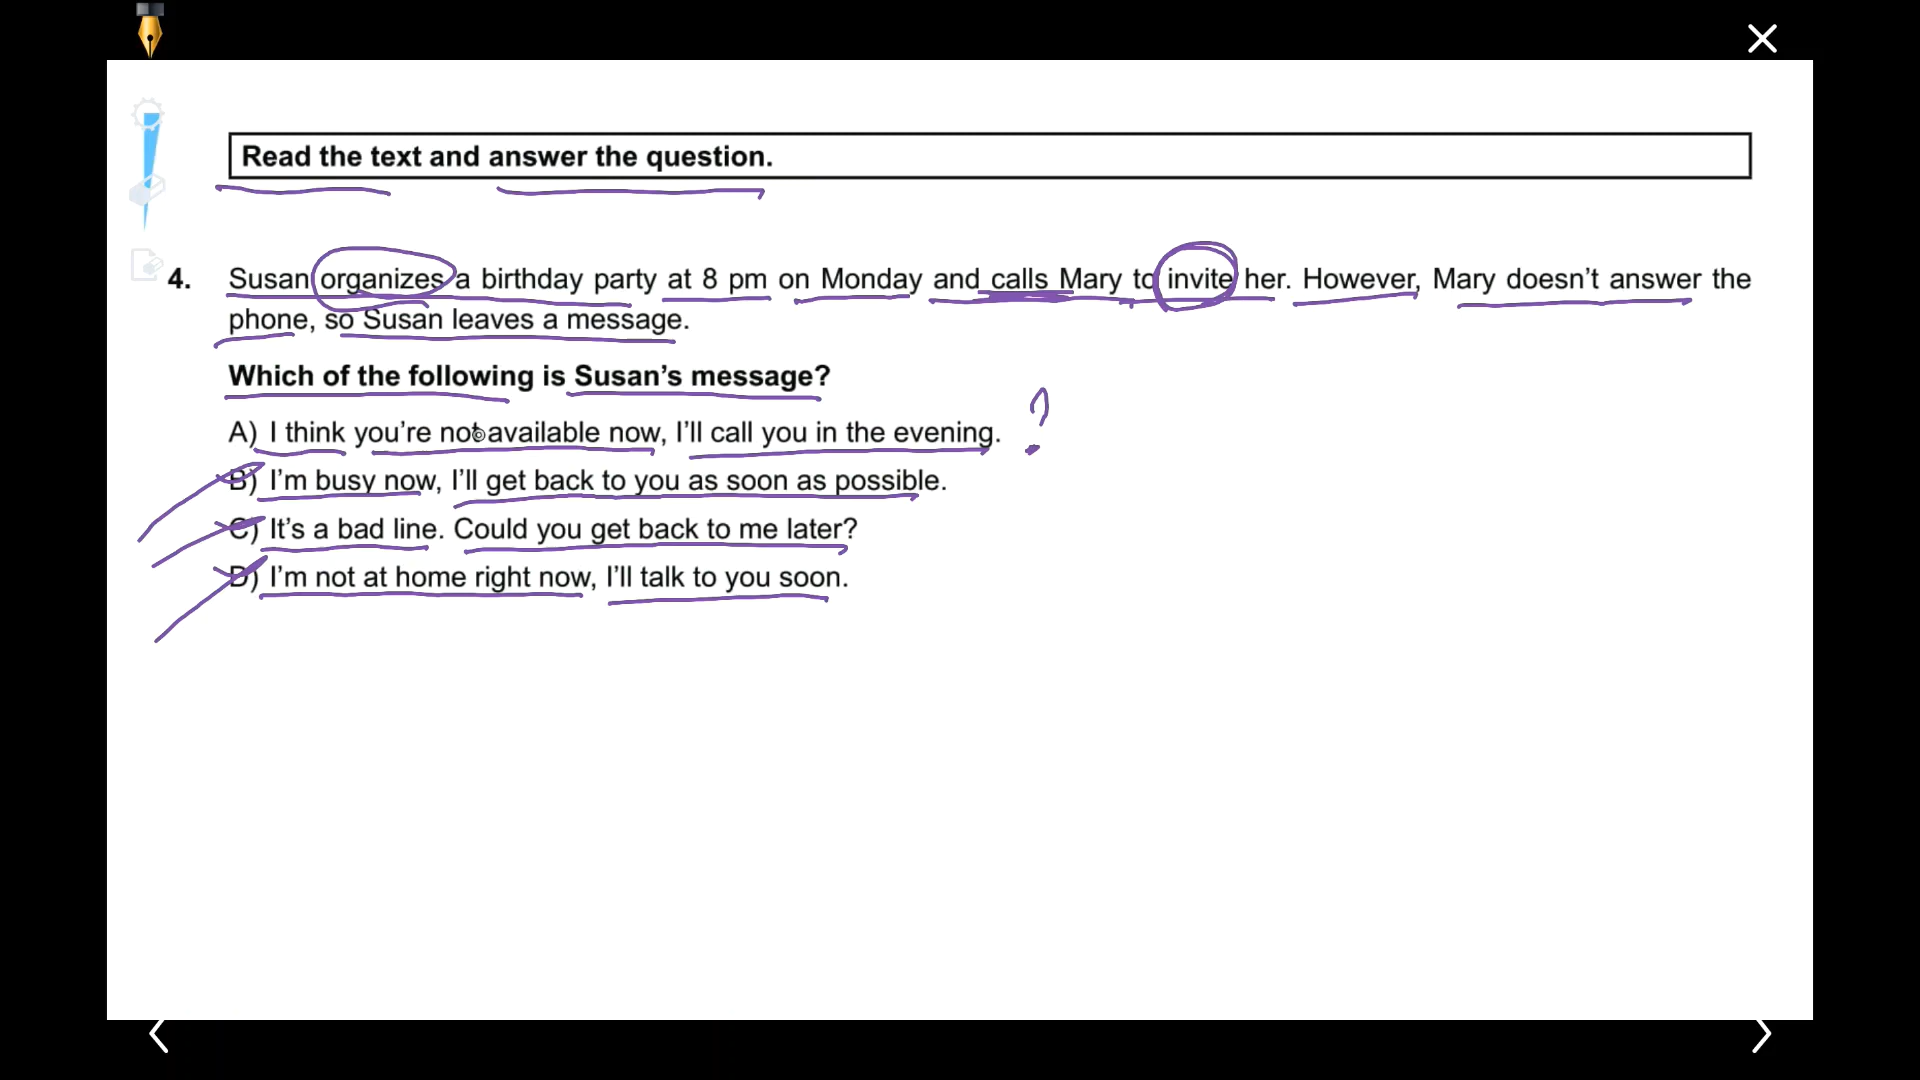 Read the text and answer the question.
4. Susan organizes a birthday party at 8 pm on Monday and calls Mary to invite her. However, Mary doesn’t answer the
phone, so Susan leaves a message.
Which of the following is Susan’s message?
A) I think you’re not available now, I’ll call you in the evening. ?
B) I’m busy now, I’ll get back to you as soon as possible.
C) It’s a bad line. Could you get back to me later?
D) I’m not at home right now, I’ll talk to you soon.